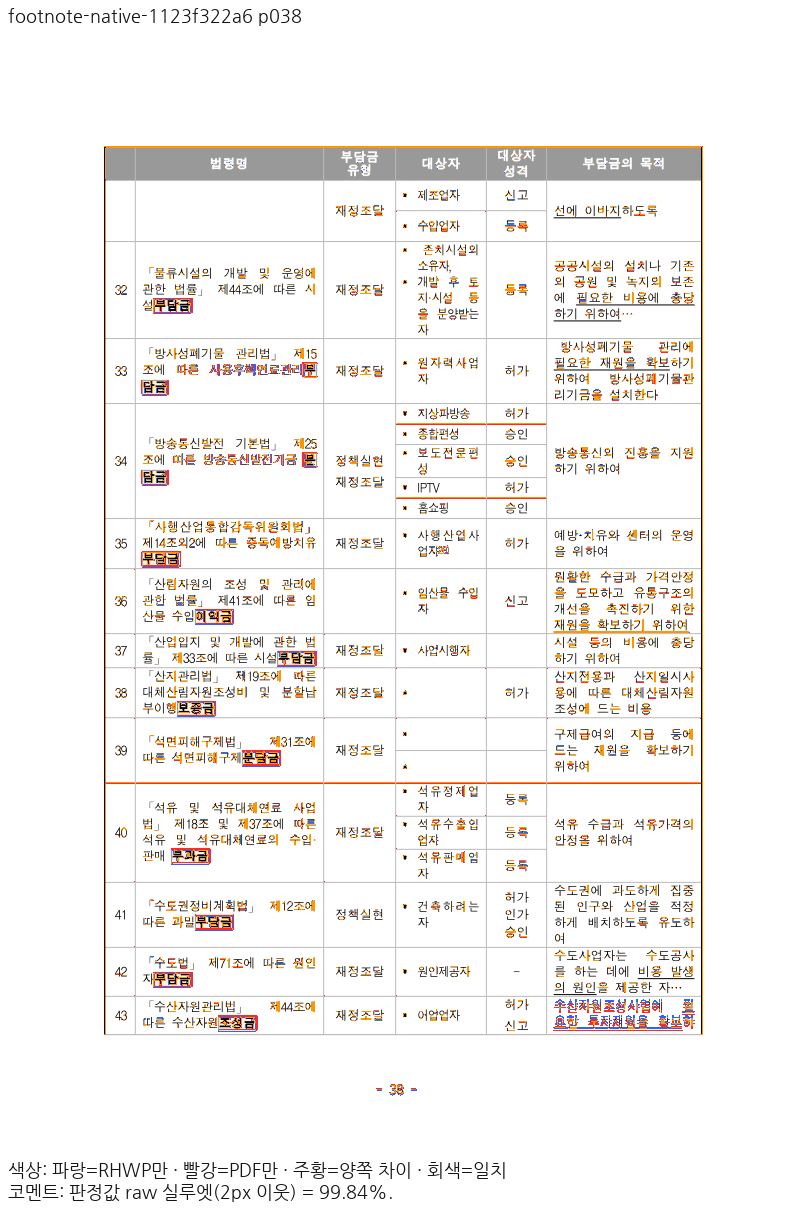 footnote-native-1123f322a6 p038
법령명 부담금 유형 대상자 대상자 성격 부담금의 목적
재정조달 제조업자 신고 선에 이바지하도록
수입업자 등록
32 「물류시설의 개발 및 운영에 관한 법률」 제44조에 따른 시설부담금 재정조달 존치시설의 소유자, 개발 후 토지·시설 등을 분양받는 자 등록 공공시설의 설치나 기존의 공원 및 녹지의 보존에 필요한 비용에 충당하기 위하여…
33 「방사성폐기물 관리법」 제15조에 따른 사용후핵연료관리부담금 재정조달 원자력사업자 허가 방사성폐기물 관리에 필요한 재원을 확보하기 위하여 방사성폐기물관리기금을 설치한다
34 「방송통신발전 기본법」 제25조에 따른 방송통신발전기금 분담금 정책실현 재정조달 지상파방송 허가 방송통신의 진흥을 지원하기 위하여
종합편성 승인
보도전문편성 승인
IPTV 허가
홈쇼핑 승인
35 「사행산업통합감독위원회법」 제14조의2에 따른 중독예방치유부담금 재정조달 사행산업사업자 허가 예방·치유와 센터의 운영을 위하여
36 「산림자원의 조성 및 관리에 관한 법률」 제41조에 따른 임산물 수입이익금 임산물 수입자 신고 원활한 수급과 가격안정을 도모하고 유통구조의 개선을 촉진하기 위한 재원을 확보하기 위하여
37 「산업입지 및 개발에 관한 법률」 제33조에 따른 시설부담금 재정조달 사업시행자 시설 등의 비용에 충당하기 위하여
38 「산지관리법」 제19조에 따른 대체산림자원조성비 및 분할납부이행보증금 재정조달 허가 산지전용과 산지일시사용에 따른 대체산림자원조성에 드는 비용
39 「석면피해구제법」 제31조에 따른 석면피해구제분담금 재정조달 구제급여의 지급 등에 드는 재원을 확보하기 위하여
40 「석유 및 석유대체연료 사업법」 제18조 및 제37조에 따른 석유 및 석유대체연료의 수입·판매 부과금 재정조달 석유정제업자 등록 석유 수급과 석유가격의 안정을 위하여
석유수출입업자 등록
석유판매업자 등록
41 「수도권정비계획법」 제12조에 따른 과밀부담금 정책실현 건축하려는 자 허가 인가 승인 수도권에 과도하게 집중된 인구와 산업을 적정하게 배치하도록 유도하여
42 「수도법」 제71조에 따른 원인자부담금 재정조달 원인제공자 - 수도사업자는 수도공사를 하는 데에 비용 발생의 원인을 제공한 자…
43 「수산자원관리법」 제44조에 따른 수산자원조성금 재정조달 어업업자 허가 신고
- 38 -
색상: 파랑=RHWP만 · 빨강=PDF만 · 주황=양쪽 차이 · 회색=일치
코멘트: 판정값 raw 실루엣(2px 이웃) = 99.84%.